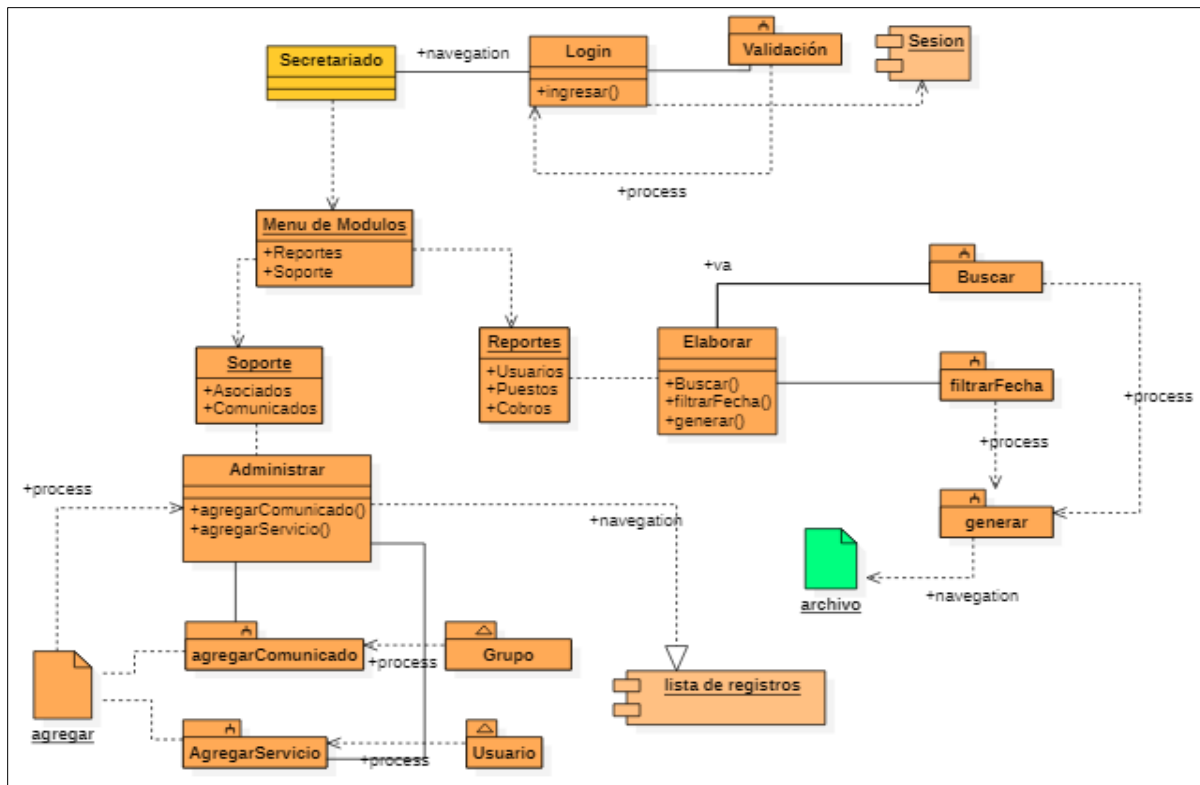 Secretariado
+navegation
Login
+ingresar()
Validación
Sesion
+process
Menu de Modulos
+Reportes
+Soporte
+va
Buscar
Soporte
+Asociados
+Comunicados
Reportes
+Usuarios
+Puestos
+Cobros
Elaborar
+Buscar()
+filtrarFecha()
+generar()
filtrarFecha
+process
+process
generar
+navegation
archivo
+process
Administrar
+agregarComunicado()
+agregarServicio()
+navegation
agregarComunicado
+process
Grupo
lista de registros
agregar
AgregarServicio
+process
Usuario